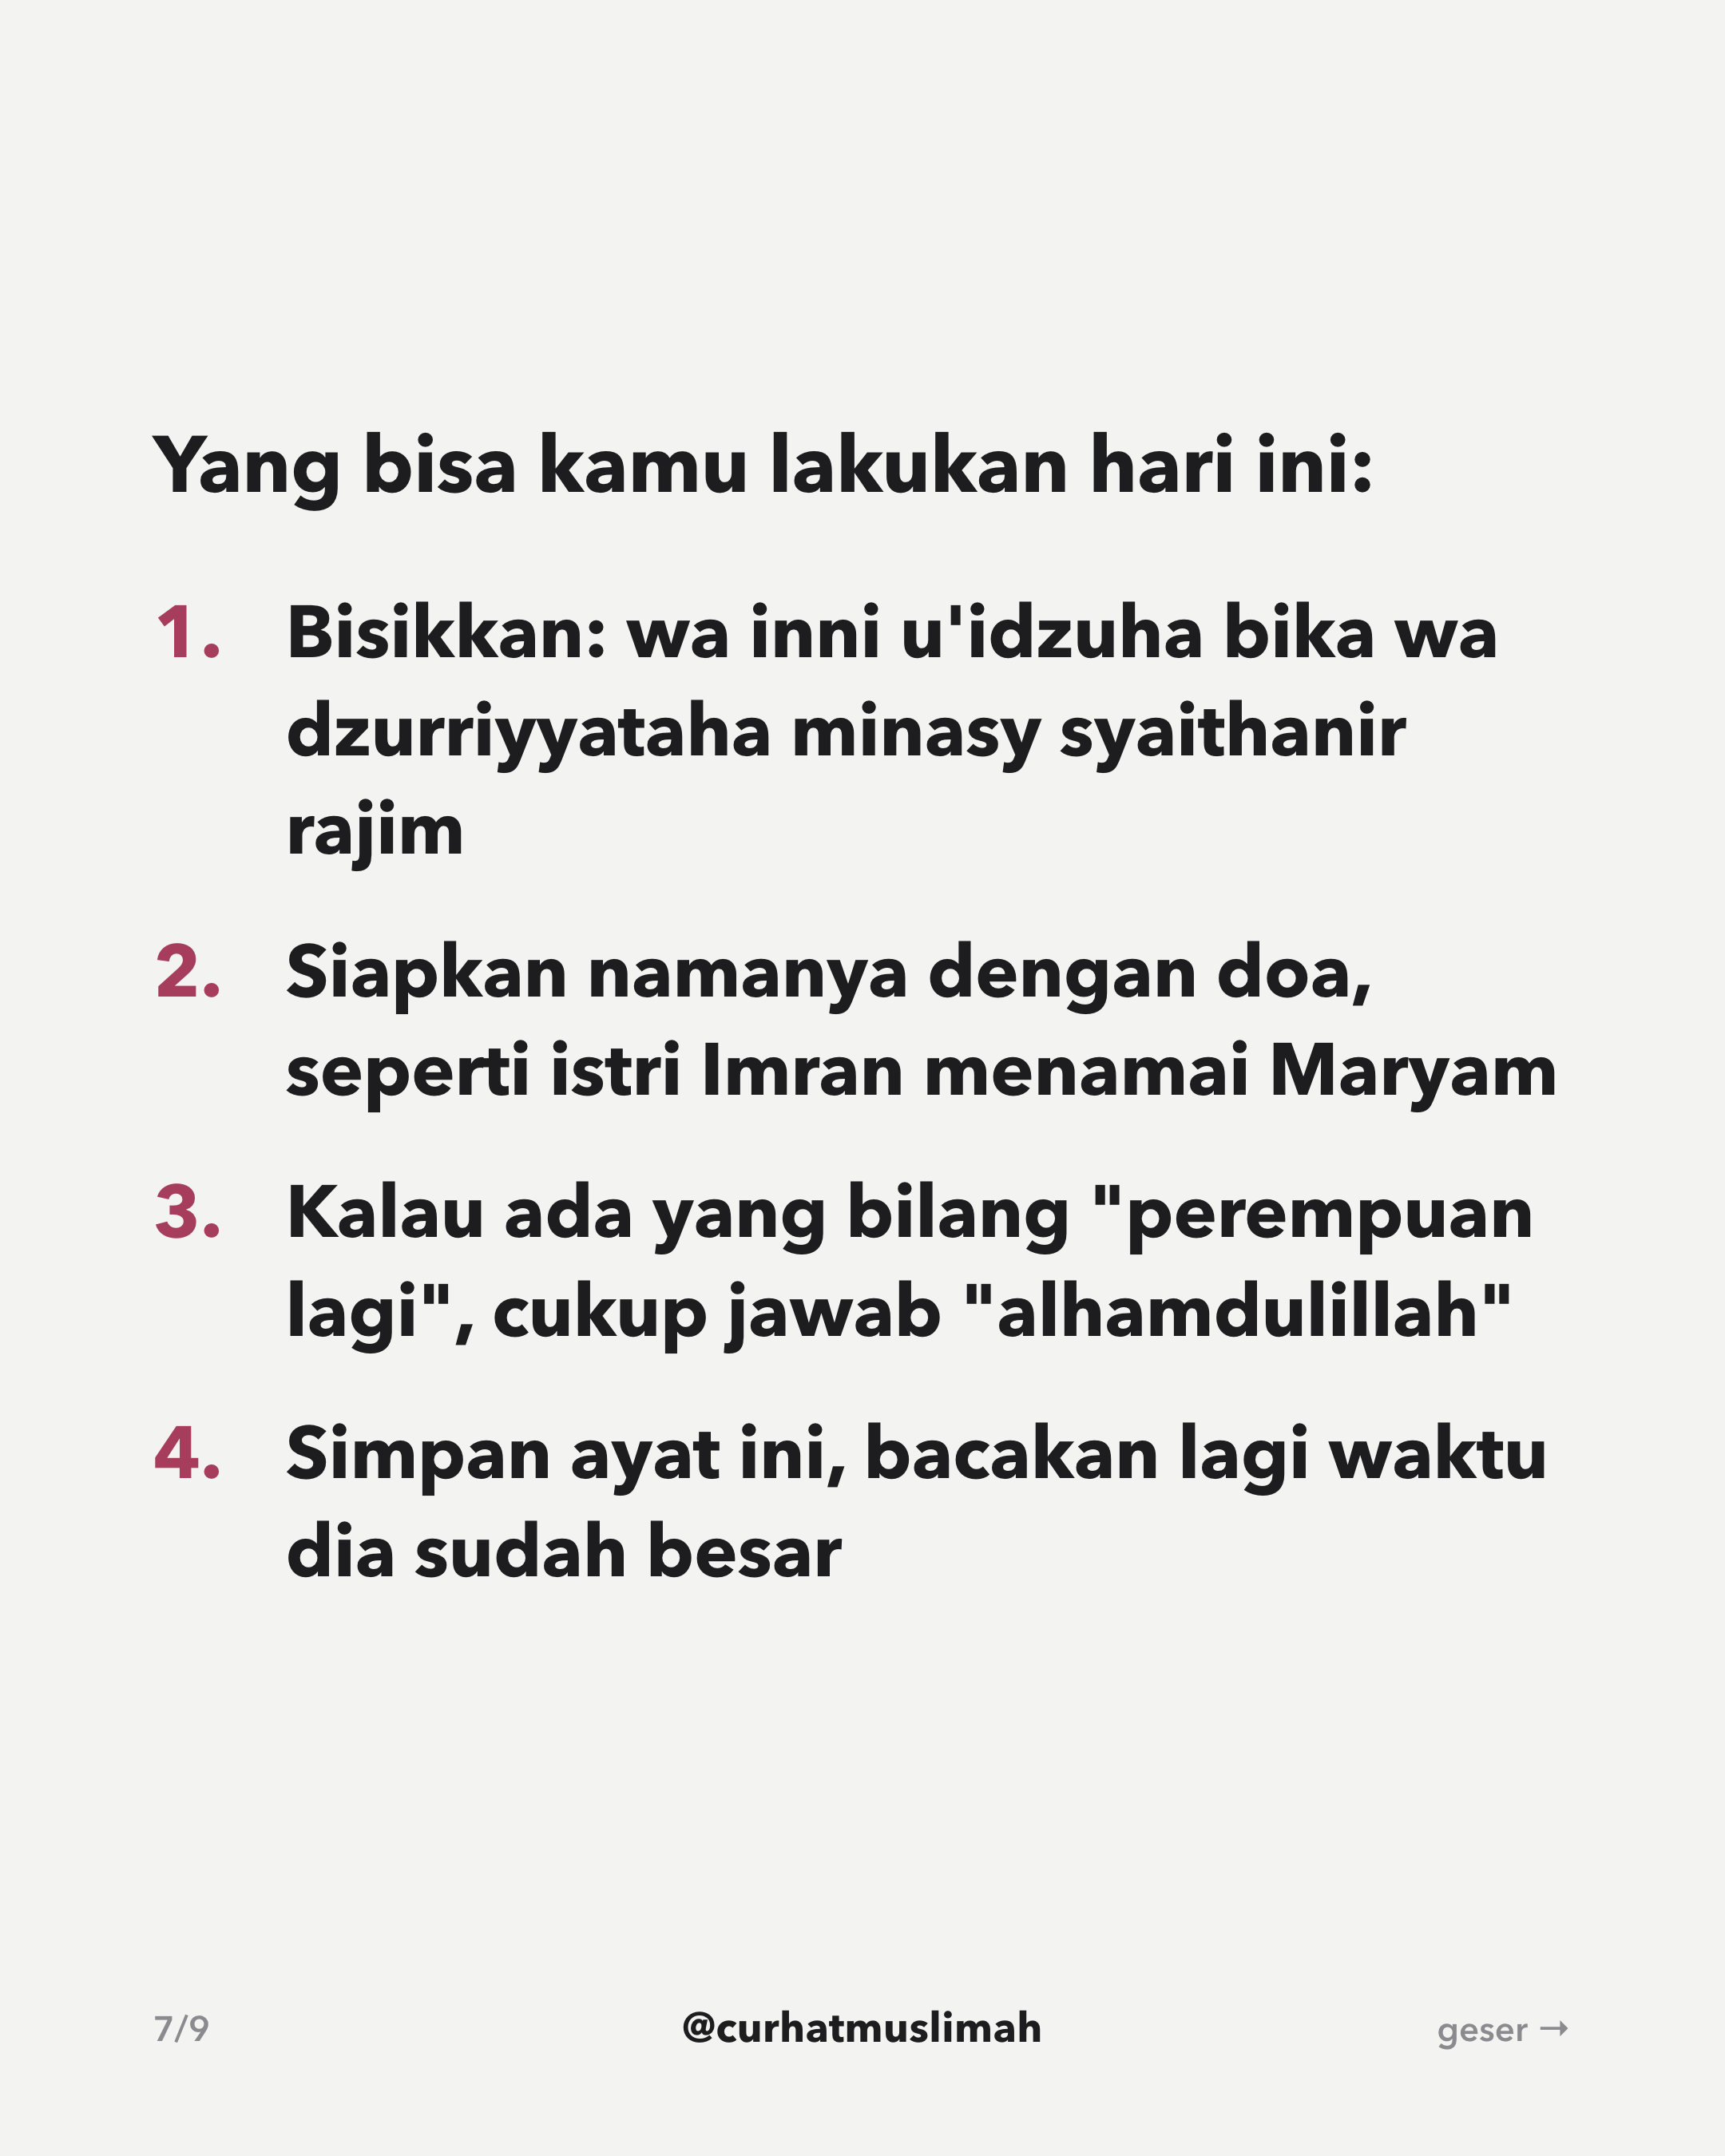 Yang bisa kamu lakukan hari ini:
1. Bisikkan: wa inni u'idzuha bika wa
dzurriyyataha minasy syaithanir
rajim
2. Siapkan namanya dengan doa,
seperti istri Imran menamai Maryam
3. Kalau ada yang bilang "perempuan
lagi", cukup jawab "alhamdulillah"
4. Simpan ayat ini, bacakan lagi waktu
dia sudah besar
7/9
@curhatmuslimah
geser →